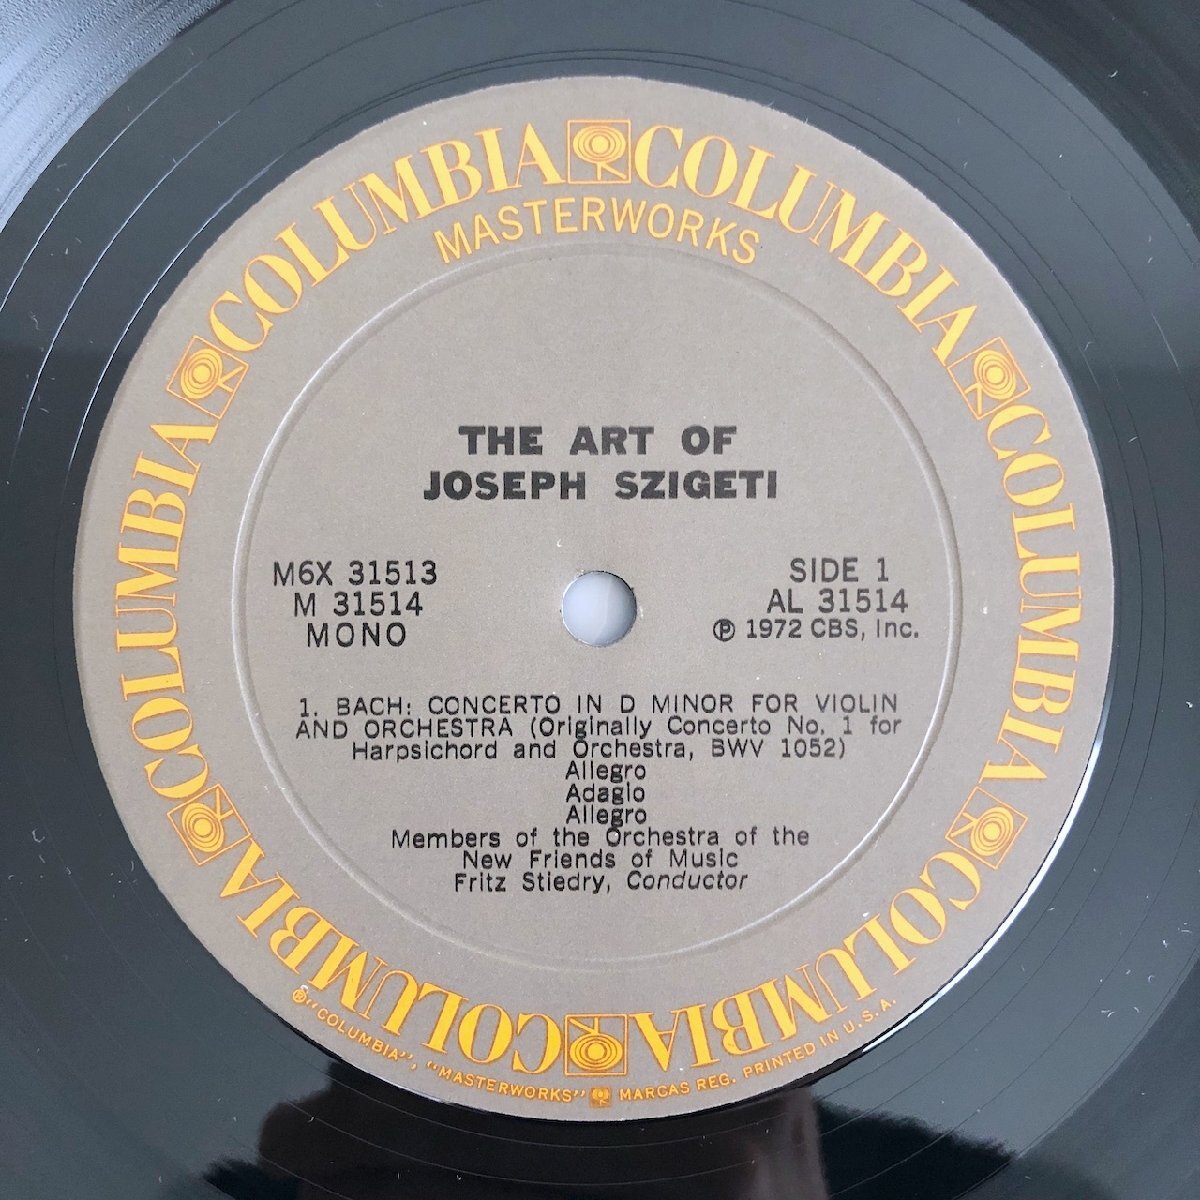 COLUMBIA COLUMBIA COLUMBIA COLUMBIA COLUMBIA COLUMBIA
MASTERWORKS
THE ART OF
JOSEPH SZIGETI
M6X 31513
M 31514
MONO
SIDE 1
AL 31514
℗ 1972 CBS, Inc.
1. BACH: CONCERTO IN D MINOR FOR VIOLIN
AND ORCHESTRA (Originally Concerto No. 1 for
Harpsichord and Orchestra, BWV 1052)
Allegro
Adagio
Allegro
Members of the Orchestra of the
New Friends of Music
Fritz Stiedry, Conductor
℗ "COLUMBIA", "MASTERWORKS" MARCAS REG. PRINTED IN U.S.A.